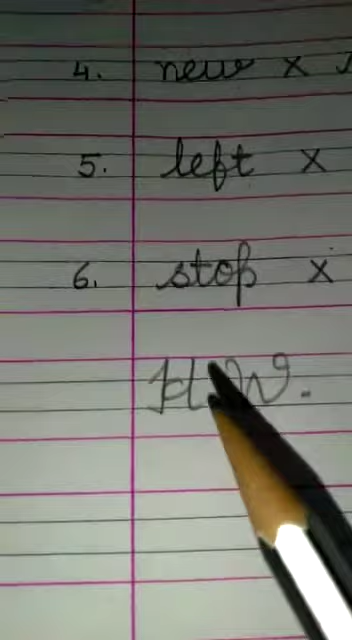 4. new x
5. left x
6. stop x
H.W.